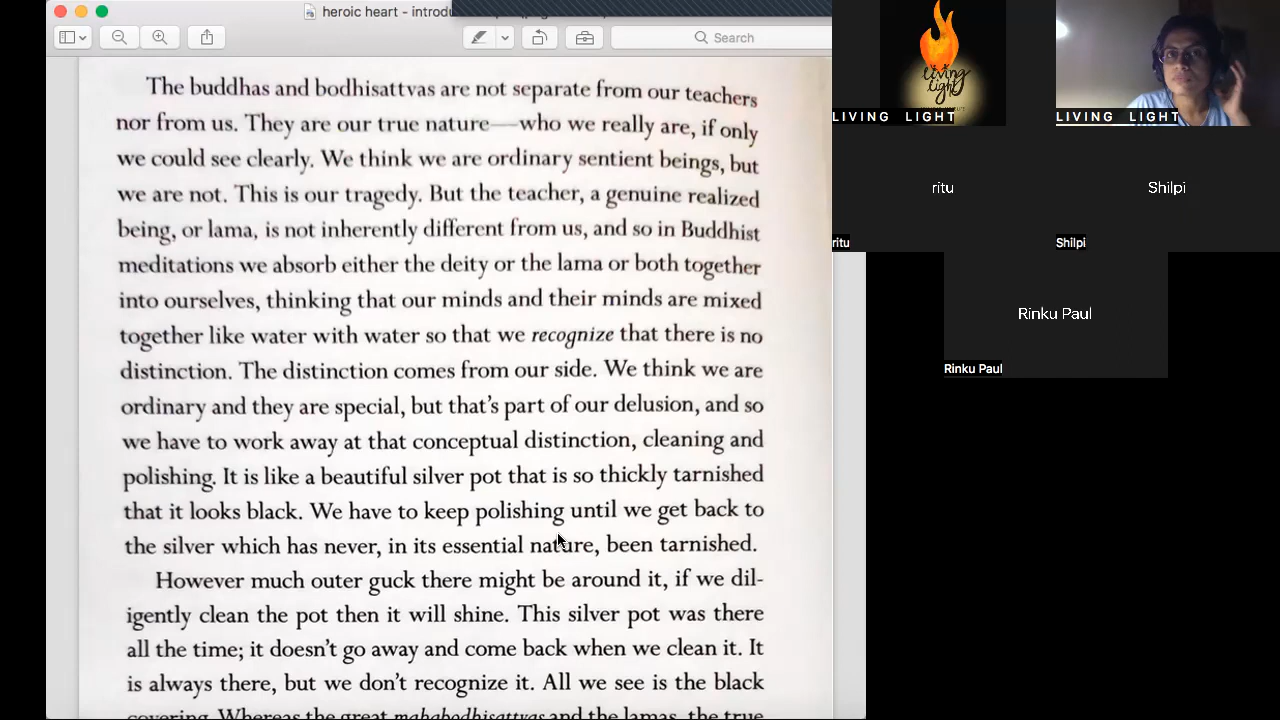 heroic heart - introdu
Search
The buddhas and bodhisattvas are not separate from our teachers
nor from us. They are our true nature—who we really are, if only
we could see clearly. We think we are ordinary sentient beings, but
we are not. This is our tragedy. But the teacher, a genuine realized
being, or lama, is not inherently different from us, and so in Buddhist
meditations we absorb either the deity or the lama or both together
into ourselves, thinking that our minds and their minds are mixed
together like water with water so that we recognize that there is no
distinction. The distinction comes from our side. We think we are
ordinary and they are special, but that's part of our delusion, and so
we have to work away at that conceptual distinction, cleaning and
polishing. It is like a beautiful silver pot that is so thickly tarnished
that it looks black. We have to keep polishing until we get back to
the silver which has never, in its essential nature, been tarnished.
However much outer guck there might be around it, if we dil-
igently clean the pot then it will shine. This silver pot was there
all the time; it doesn't go away and come back when we clean it. It
is always there, but we don't recognize it. All we see is the black
covering. Whereas the great mahabodhisattvas and the lamas, the true
living
light
LIVING LIGHT
LIVING LIGHT
ritu
ritu
Shilpi
Shilpi
Rinku Paul
Rinku Paul